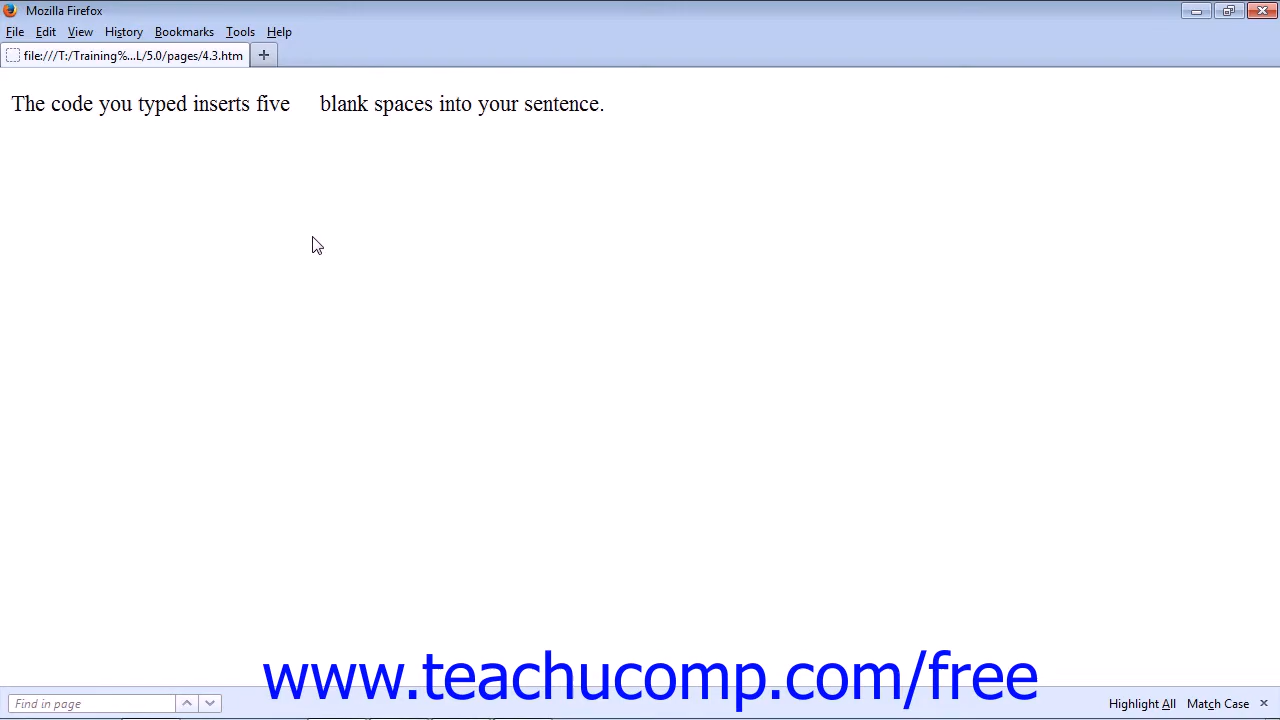 Mozilla Firefox
File Edit View History Bookmarks Tools Help
file:///T:/Training%...L/5.0/pages/4.3.htm +
The code you typed inserts five     blank spaces into your sentence.
www.teachucomp.com/free
Find in page Highlight All Match Case